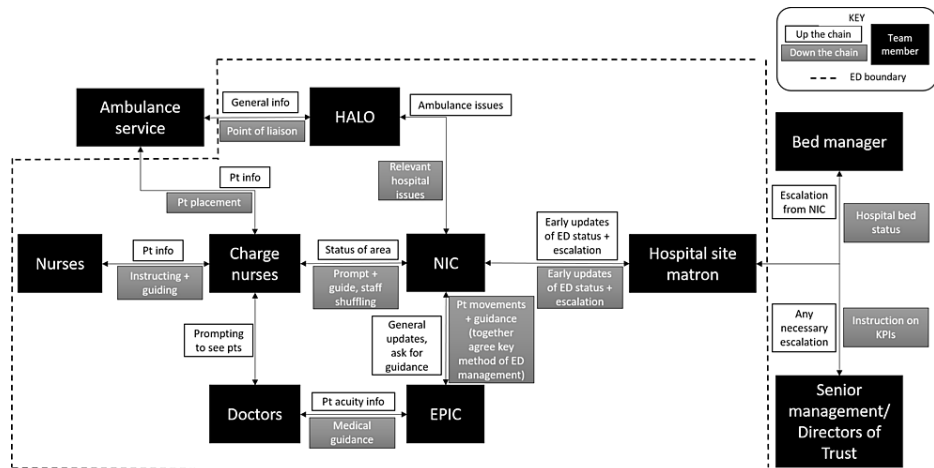 KEY
Up the chain
Down the chain
Team
member
ED boundary
Ambulance
service
General info
Point of liaison
HALO
Ambulance issues
Relevant
hospital
issues
Bed manager
Pt info
Pt placement
Escalation
from NIC
Hospital bed
status
Nurses
Pt info
Instructing +
guiding
Charge
nurses
Status of area
Prompt +
guide, staff
shuffling
NIC
Early updates
of ED status +
escalation
Early updates
of ED status +
escalation
Hospital site
matron
Prompting
to see pts
General
updates,
ask for
guidance
Pt movements
+ guidance
(together
agree key
method of ED
management)
Any
necessary
escalation
Instruction on
KPIs
Doctors
Pt acuity info
Medical
guidance
EPIC
Senior
management/
Directors of
Trust